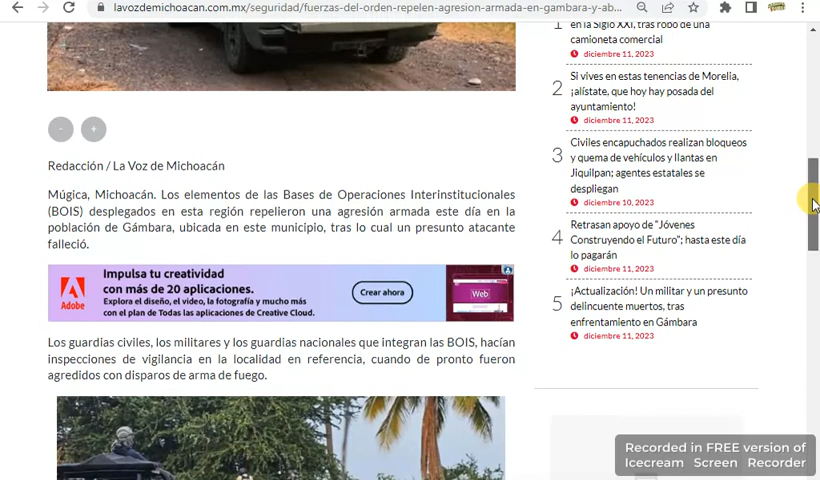 lavozdemichoacan.com.mx/seguridad/fuerzas-del-orden-repelen-agresion-armada-en-gambara-y-ab...
- +
Redacción / La Voz de Michoacán
Múgica, Michoacán. Los elementos de las Bases de Operaciones Interinstitucionales
(BOIS) desplegados en esta región repelieron una agresión armada este día en la
población de Gámbara, ubicada en este municipio, tras lo cual un presunto atacante
falleció.
Adobe
Impulsa tu creatividad
con más de 20 aplicaciones.
Explora el diseño, el video, la fotografía y mucho más
con el plan de Todas las aplicaciones de Creative Cloud.
Crear ahora
Web
Los guardias civiles, los militares y los guardias nacionales que integran las BOIS, hacían
inspecciones de vigilancia en la localidad en referencia, cuando de pronto fueron
agredidos con disparos de arma de fuego.
1
en la Siglo XXI, tras robo de una
camioneta comercial
diciembre 11, 2023
2
Si vives en estas tenencias de Morelia,
¡alístate, que hoy hay posada del
ayuntamiento!
diciembre 11, 2023
3
Civiles encapuchados realizan bloqueos
y quema de vehículos y llantas en
Jiquilpan; agentes estatales se
despliegan
diciembre 10, 2023
4
Retrasan apoyo de “Jóvenes
Construyendo el Futuro”; hasta este día
lo pagarán
diciembre 11, 2023
5
¡Actualización! Un militar y un presunto
delincuente muertos, tras
enfrentamiento en Gámbara
diciembre 11, 2023
Recorded in FREE version of
Icecream Screen Recorder